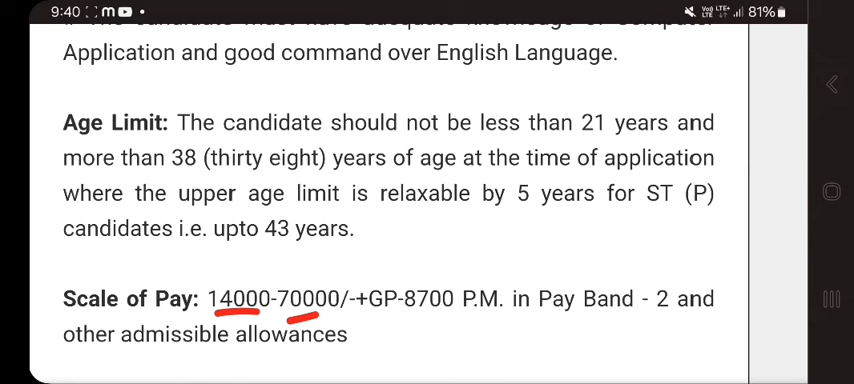 9:40
VoI) LTE+ 81%
LTE
Application and good command over English Language.
Age Limit: The candidate should not be less than 21 years and
more than 38 (thirty eight) years of age at the time of application
where the upper age limit is relaxable by 5 years for ST (P)
candidates i.e. upto 43 years.
Scale of Pay: 14000-70000/-+GP-8700 P.M. in Pay Band - 2 and
other admissible allowances